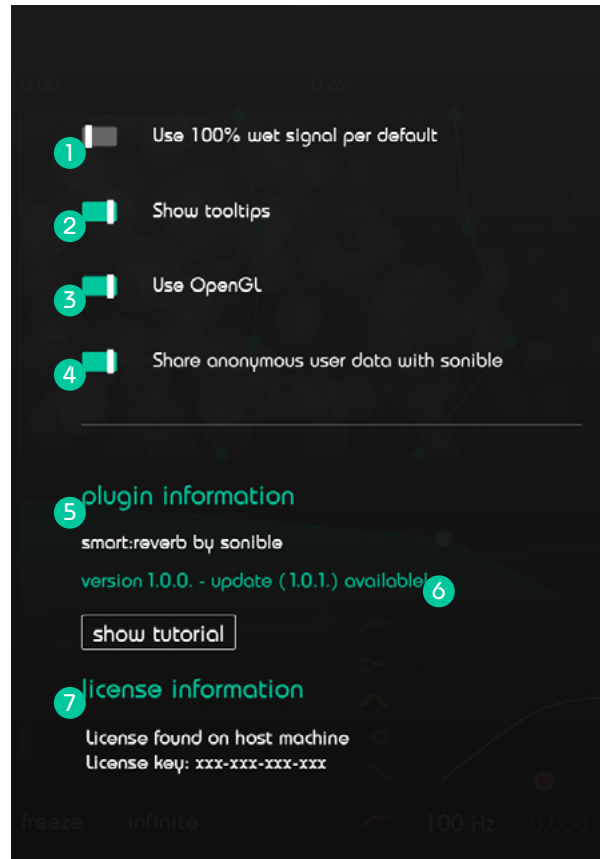 0.00 0.62
1 Use 100% wet signal per default
2 Show tooltips
3 Use OpenGL
4 Share anonymous user data with sonible
5 plugin information
smart:reverb by sonible
version 1.0.0. - update (1.0.1.) available! 6
show tutorial
7 license information
License found on host machine
License key: xxx-xxx-xxx-xxx
freeze infinite 100 Hz 0.0dB